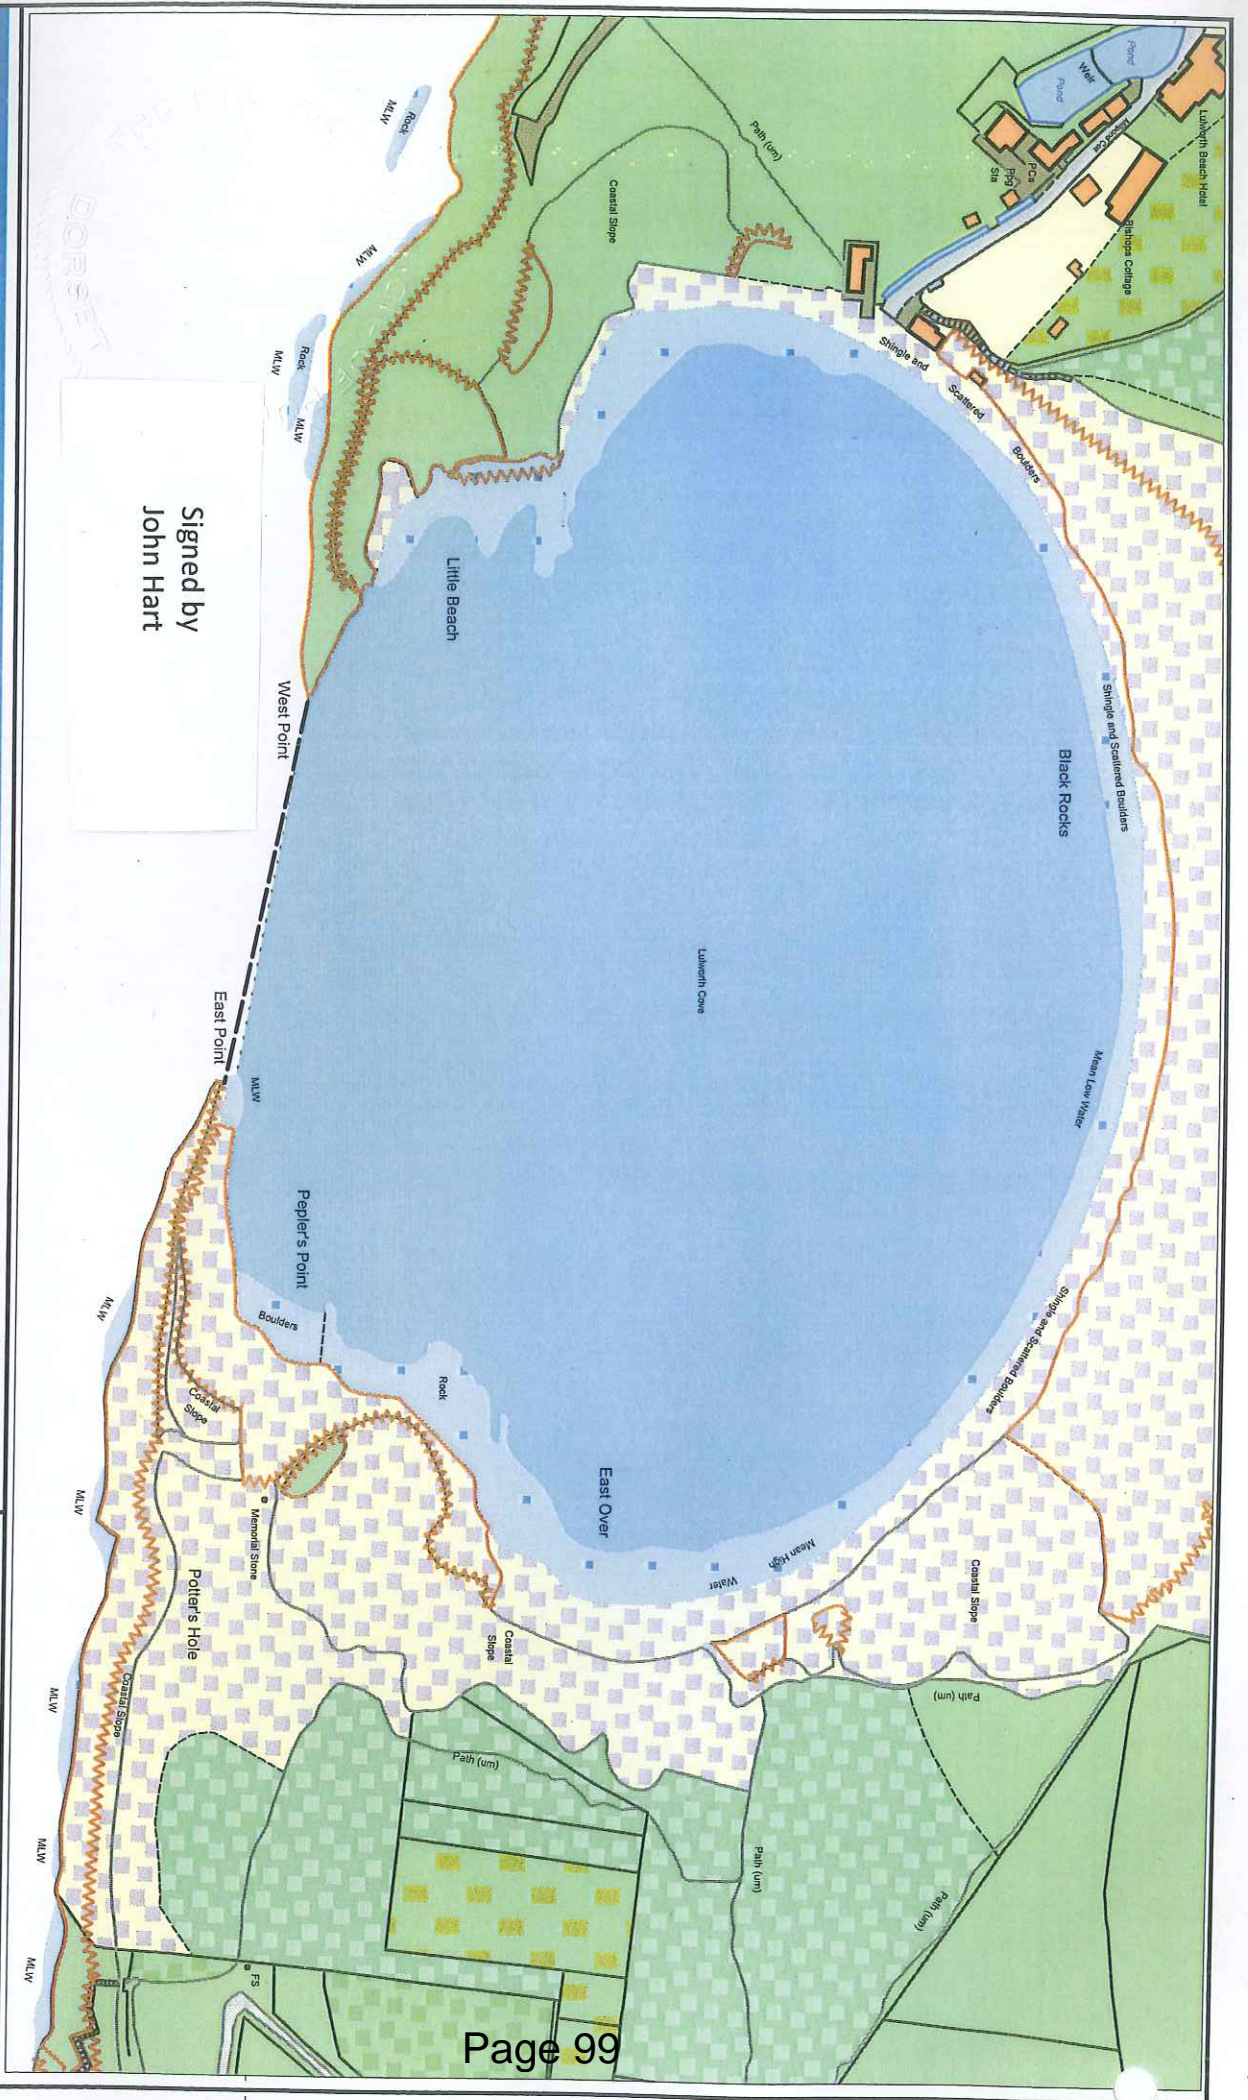 Lulworth Beach Hotel
Pond
Weir
Pond
Millpond Cott
PCs
Ppg
Sta
Bishops Cottage
Path (um)
Coastal Slope
Rock
MLW
MLW
Rock
MLW
MLW
Shingle and
Scattered
Boulders
Little Beach
Signed by
John Hart
West Point
Shingle and Scattered Boulders
Black Rocks
Lulworth Cove
Mean Low Water
East Point
MLW
Pepler's Point
Boulders
Rock
Shingle and Scattered Boulders
MLW
Coastal
Slope
Memorial Stone
East Over
Mean High
Water
Coastal Slope
MLW
Potter's Hole
Coastal
Slope
Coastal Slope
MLW
Path (um)
Path (um)
Path (um)
Path (um)
MLW
FS
MLW
DORSET
Page 99